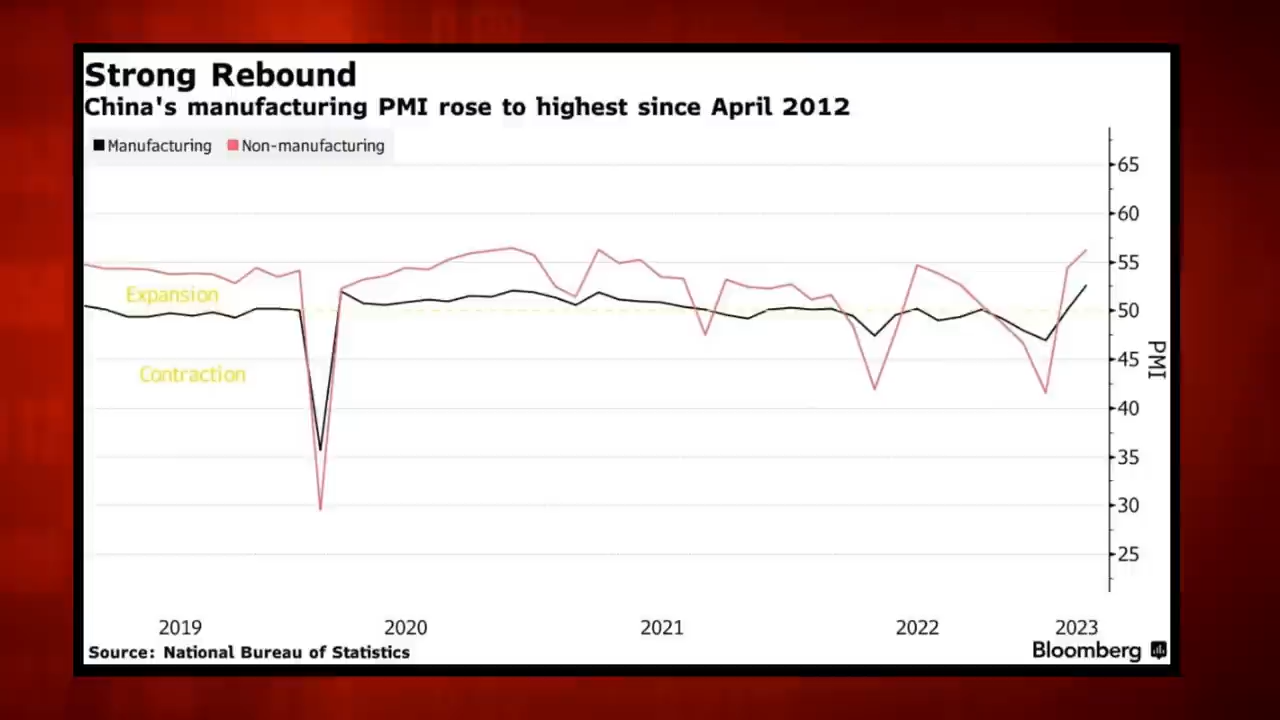 Strong Rebound
China's manufacturing PMI rose to highest since April 2012
Manufacturing Non-manufacturing
65
60
55
Expansion
50
45
PMI
Contraction
40
35
30
25
2019 2020 2021 2022 2023
Source: National Bureau of Statistics
Bloomberg